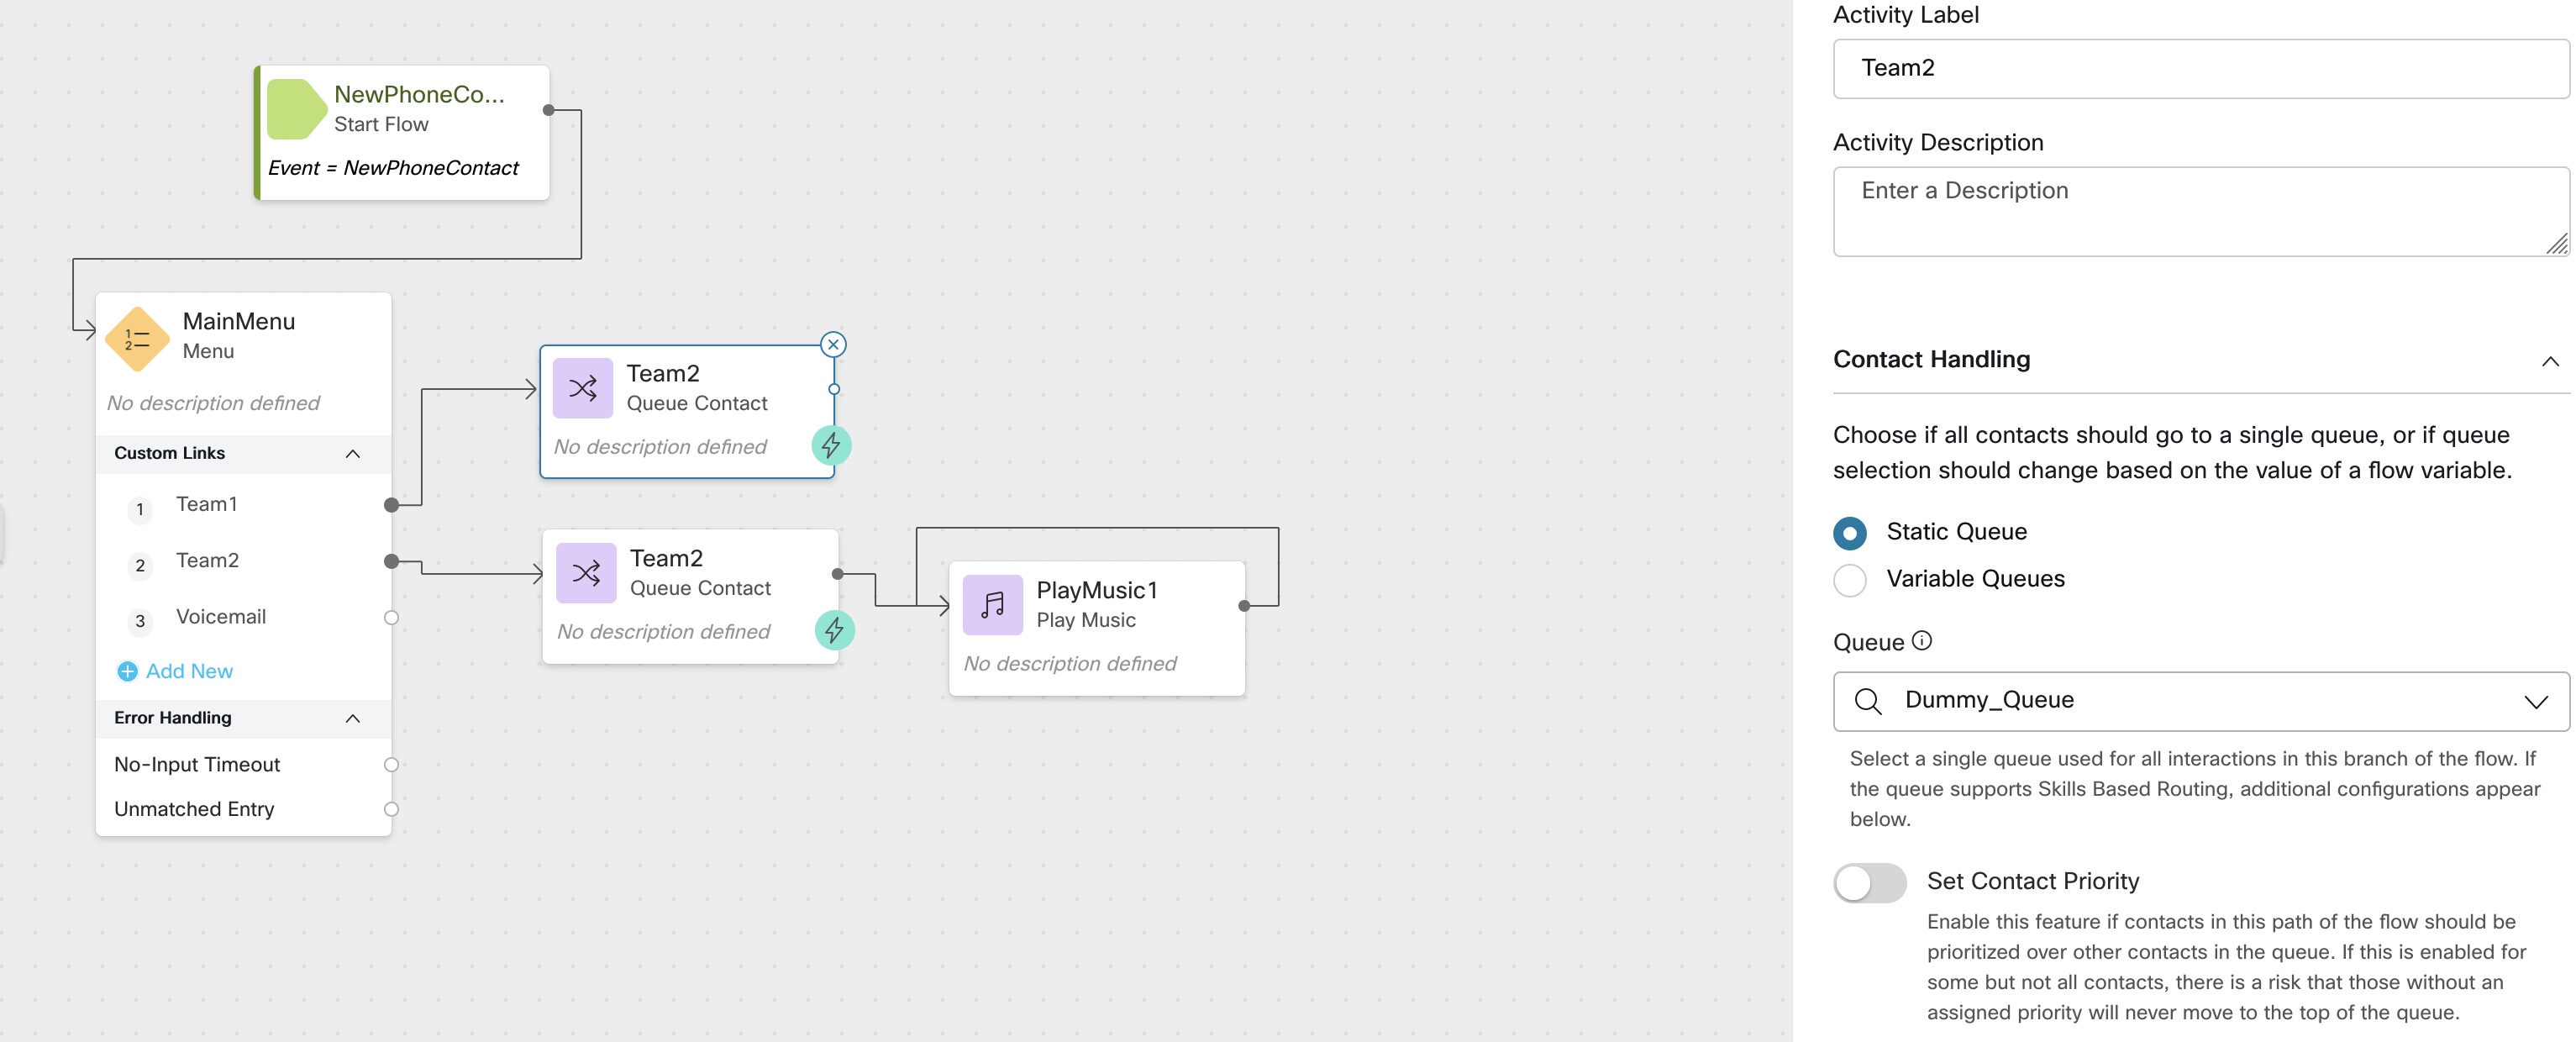 NewPhoneCo...
Start Flow
Event = NewPhoneContact
MainMenu
Menu
No description defined
Custom Links
1 Team1
2 Team2
3 Voicemail
Add New
Error Handling
No-Input Timeout
Unmatched Entry
1
2
Team2
Queue Contact
No description defined
Team2
Queue Contact
No description defined
PlayMusic1
Play Music
No description defined
Activity Label
Team2
Activity Description
Enter a Description
Contact Handling
Choose if all contacts should go to a single queue, or if queue
selection should change based on the value of a flow variable.
Static Queue
Variable Queues
Queue
Dummy_Queue
Select a single queue used for all interactions in this branch of the flow. If
the queue supports Skills Based Routing, additional configurations appear
below.
Set Contact Priority
Enable this feature if contacts in this path of the flow should be
prioritized over other contacts in the queue. If this is enabled for
some but not all contacts, there is a risk that those without an
assigned priority will never move to the top of the queue.